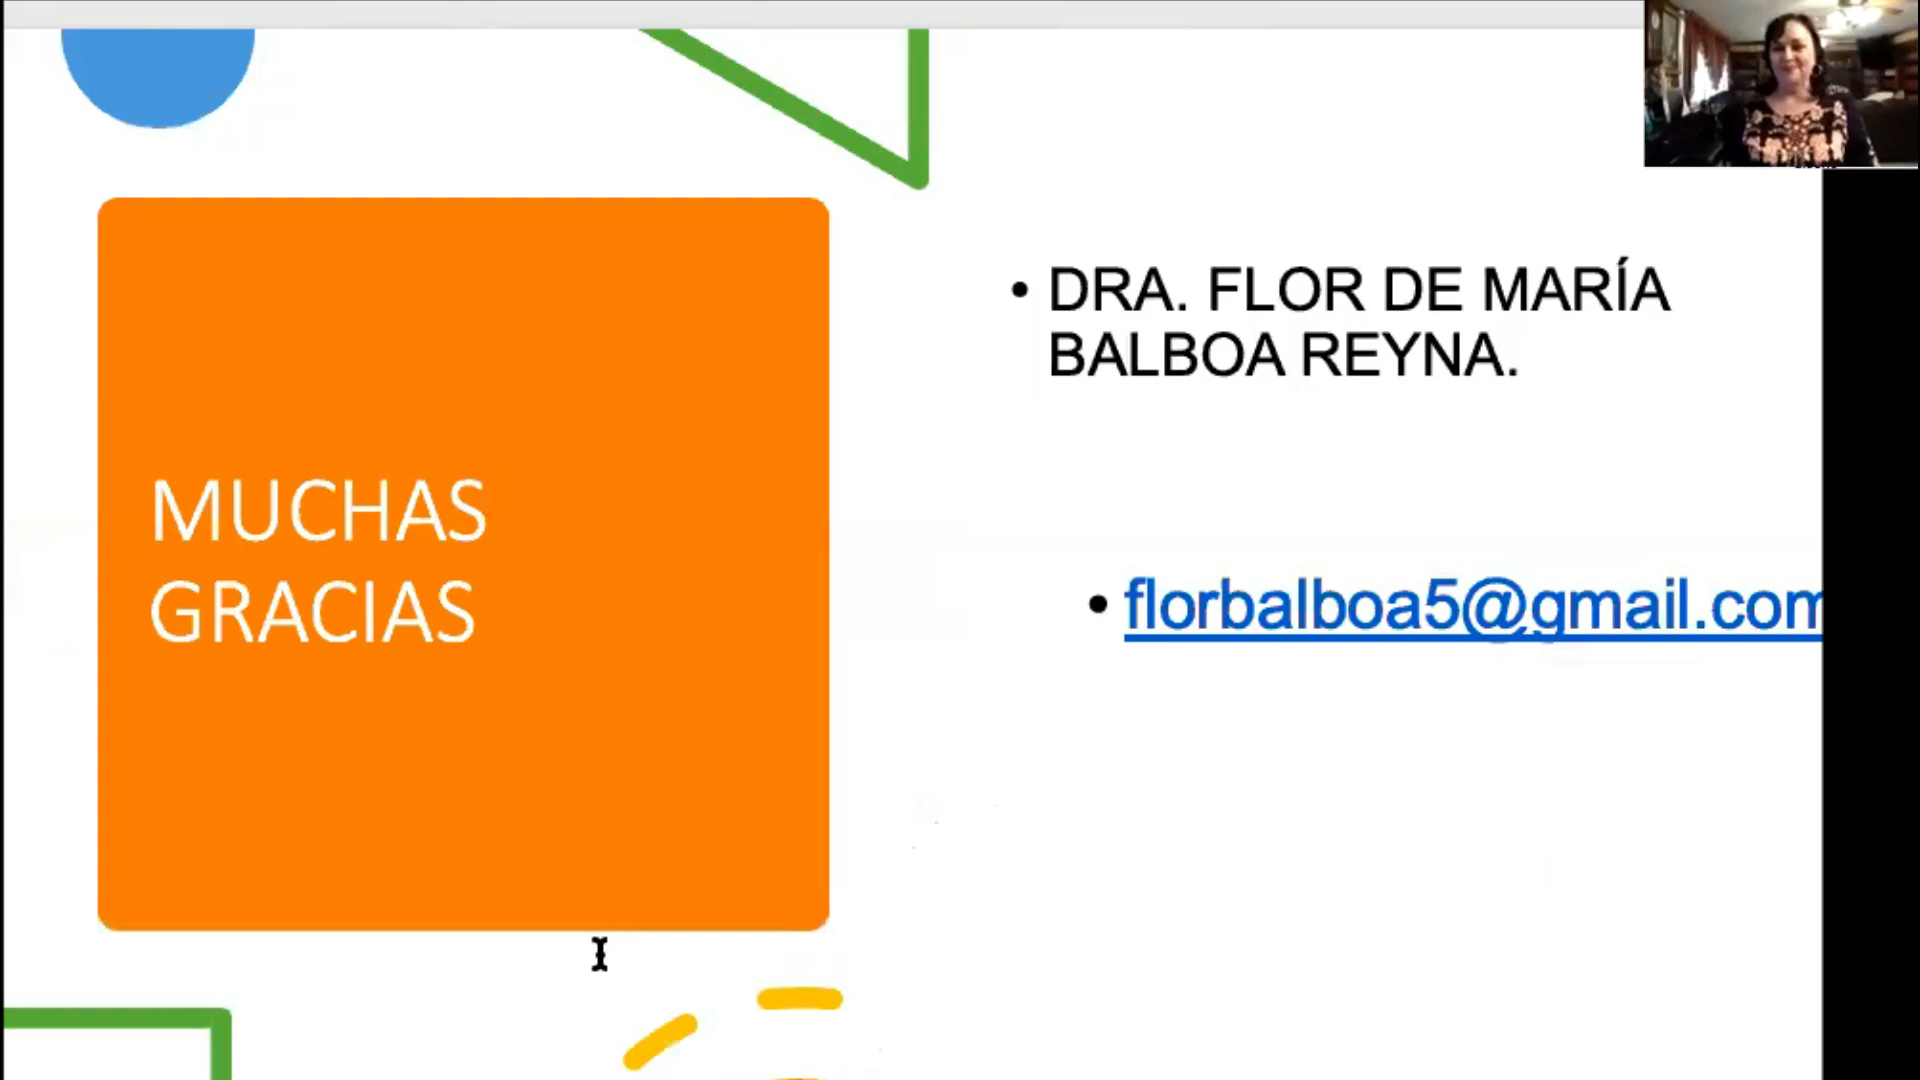 MUCHAS
GRACIAS
• DRA. FLOR DE MARÍA
BALBOA REYNA.
• florbalboa5@gmail.com